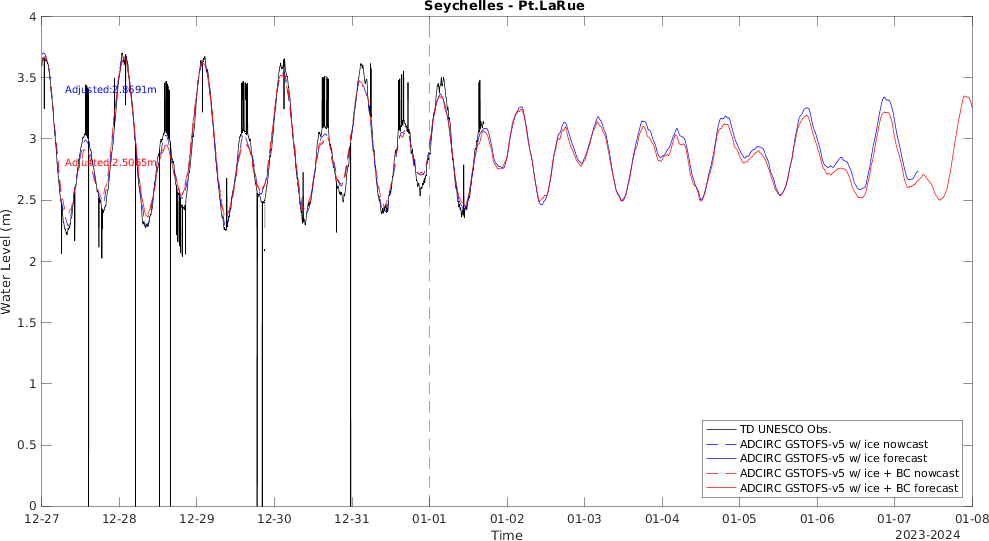 Seychelles - Pt.LaRue
4
3.5
3
2.5
2
1.5
1
0.5
0
Water Level (m)
Adjusted:2.8691m
Adjusted:2.5065m
TD UNESCO Obs.
ADCIRC GSTOFS-v5 w/ ice nowcast
ADCIRC GSTOFS-v5 w/ ice forecast
ADCIRC GSTOFS-v5 w/ ice + BC nowcast
ADCIRC GSTOFS-v5 w/ ice + BC forecast
12-27 12-28 12-29 12-30 12-31 01-01 01-02 01-03 01-04 01-05 01-06 01-07 01-08
Time
2023-2024